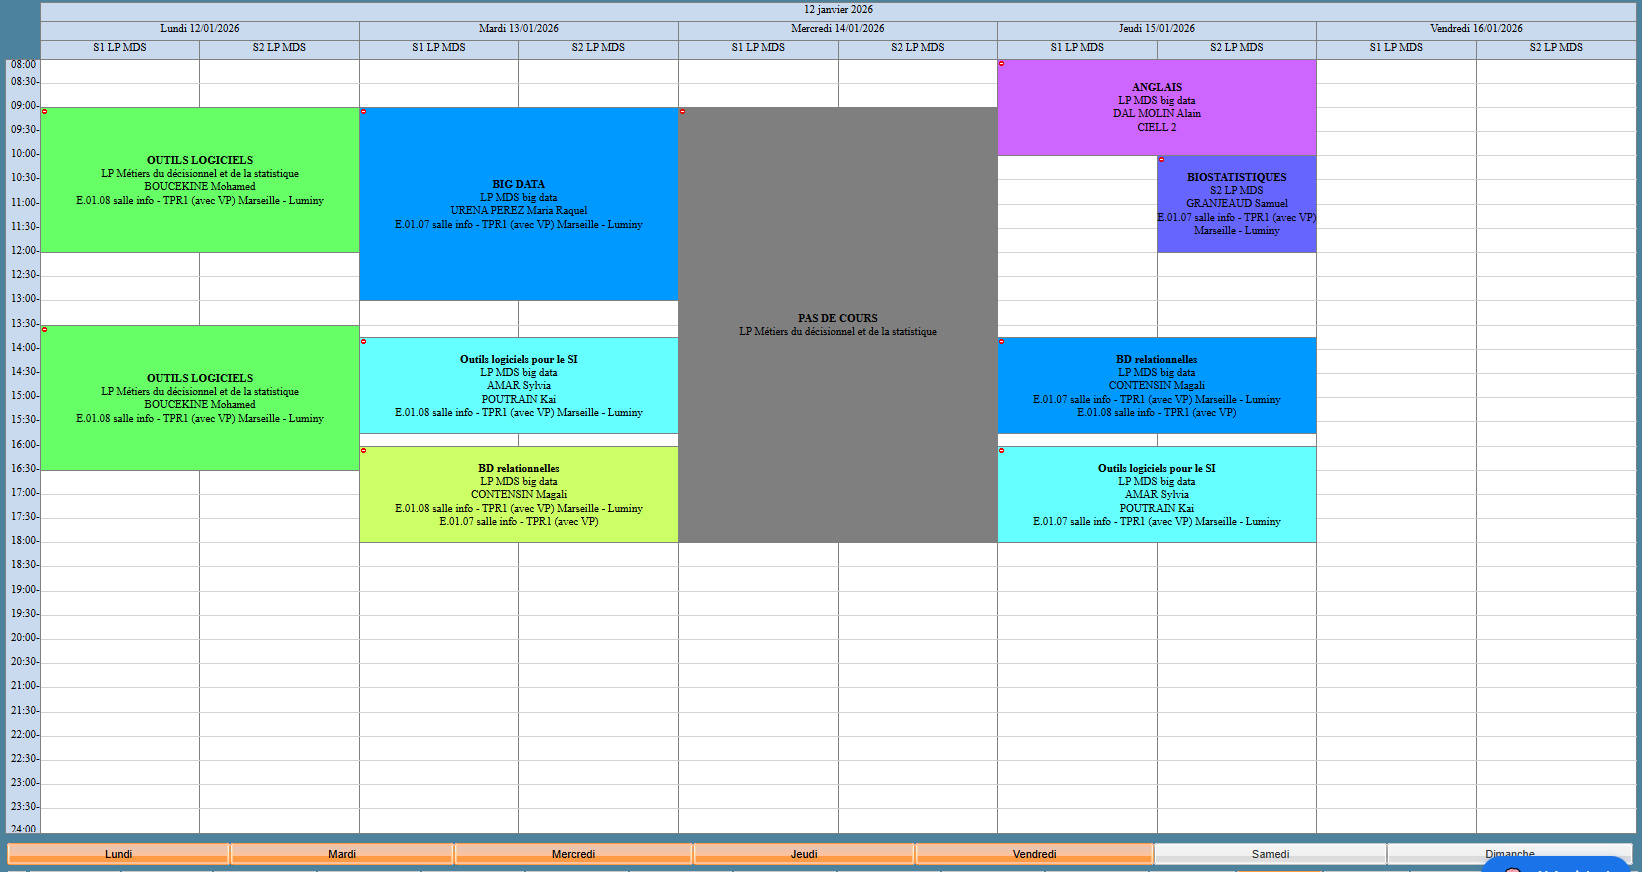 12 janvier 2026
Lundi 12/01/2026 Mardi 13/01/2026 Mercredi 14/01/2026 Jeudi 15/01/2026 Vendredi 16/01/2026
S1 LP MDS S2 LP MDS S1 LP MDS S2 LP MDS S1 LP MDS S2 LP MDS S1 LP MDS S2 LP MDS S1 LP MDS S2 LP MDS
08:00
08:30-
09:00-
09:30-
10:00-
10:30-
11:00-
11:30-
12:00-
12:30-
13:00-
13:30-
14:00-
14:30-
15:00-
15:30-
16:00-
16:30-
17:00-
17:30-
18:00-
18:30-
19:00-
19:30-
20:00-
20:30-
21:00-
21:30-
22:00-
22:30-
23:00-
23:30-
24:00
OUTILS LOGICIELS
LP Métiers du décisionnel et de la statistique
BOUCEKINE Mohamed
E.01.08 salle info - TPR1 (avec VP) Marseille - Luminy
OUTILS LOGICIELS
LP Métiers du décisionnel et de la statistique
BOUCEKINE Mohamed
E.01.08 salle info - TPR1 (avec VP) Marseille - Luminy
BIG DATA
LP MDS big data
URENA PEREZ Maria Raquel
E.01.07 salle info - TPR1 (avec VP) Marseille - Luminy
Outils logiciels pour le SI
LP MDS big data
AMAR Sylvia
POUTRAIN Kai
E.01.08 salle info - TPR1 (avec VP) Marseille - Luminy
BD relationnelles
LP MDS big data
CONTENSIN Magali
E.01.08 salle info - TPR1 (avec VP) Marseille - Luminy
E.01.07 salle info - TPR1 (avec VP)
PAS DE COURS
LP Métiers du décisionnel et de la statistique
ANGLAIS
LP MDS big data
DAL MOLIN Alain
CIELL 2
BIOSTATISTIQUES
S2 LP MDS
GRANJEAUD Samuel
E.01.07 salle info - TPR1 (avec VP)
Marseille - Luminy
BD relationnelles
LP MDS big data
CONTENSIN Magali
E.01.07 salle info - TPR1 (avec VP) Marseille - Luminy
E.01.08 salle info - TPR1 (avec VP)
Outils logiciels pour le SI
LP MDS big data
AMAR Sylvia
POUTRAIN Kai
E.01.07 salle info - TPR1 (avec VP) Marseille - Luminy
Lundi Mardi Mercredi Jeudi Vendredi Samedi Dimanche